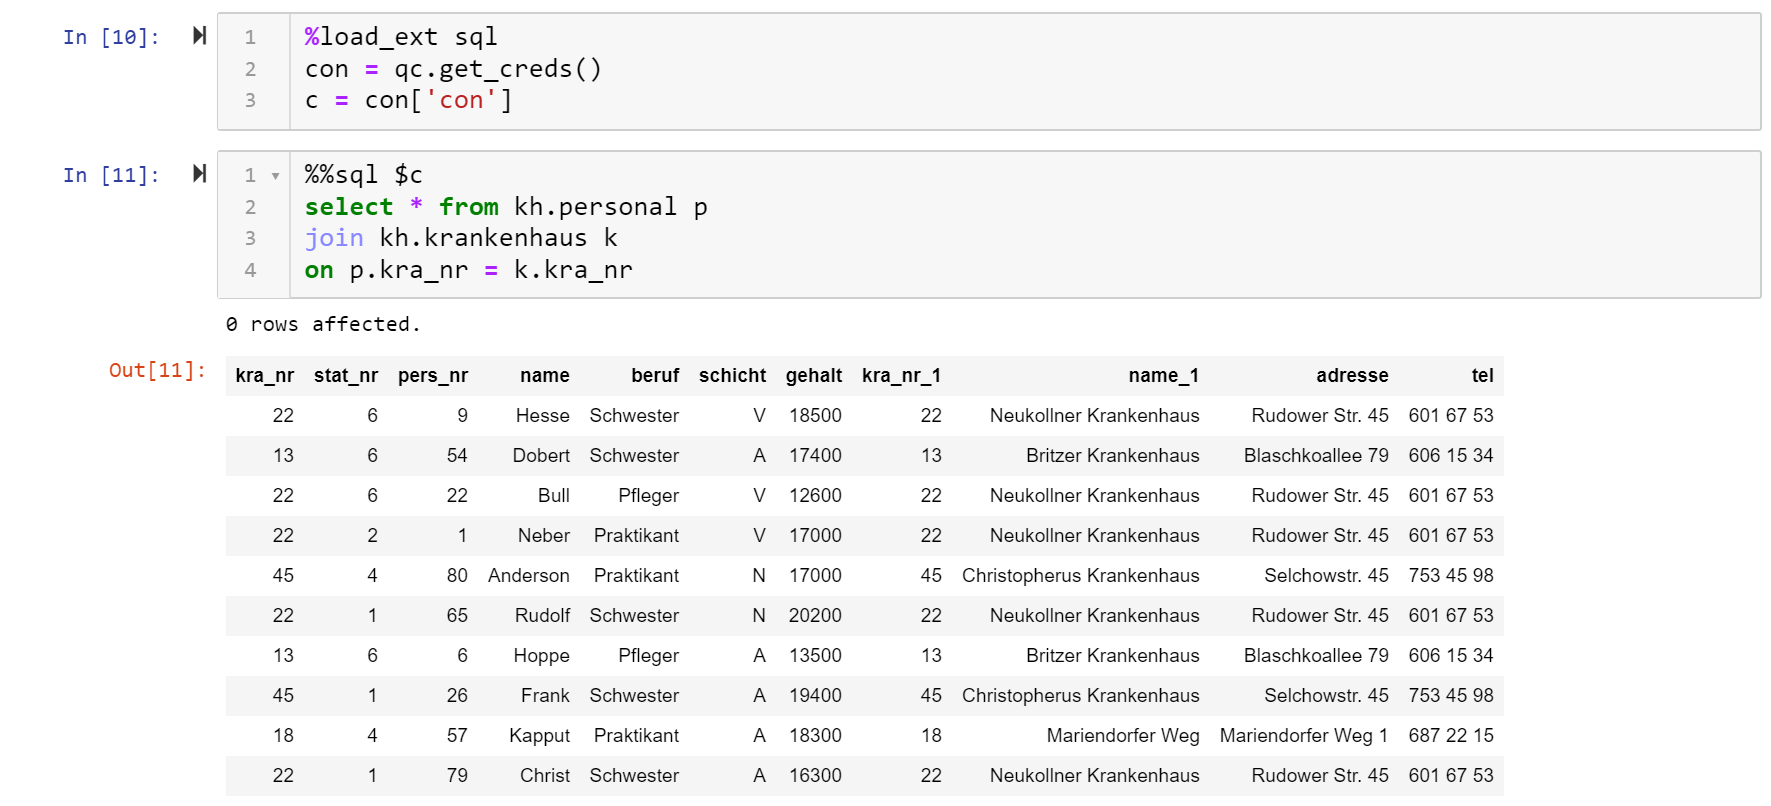 In [10]:
1 %load_ext sql
2 con = qc.get_creds()
3 c = con['con']
In [11]:
1 %%sql $c
2 select * from kh.personal p
3 join kh.krankenhaus k
4 on p.kra_nr = k.kra_nr
0 rows affected.
Out[11]:
kra_nr stat_nr pers_nr name beruf schicht gehalt kra_nr_1 name_1 adresse tel
22 6 9 Hesse Schwester V 18500 22 Neukollner Krankenhaus Rudower Str. 45 601 67 53
13 6 54 Dobert Schwester A 17400 13 Britzer Krankenhaus Blaschkoallee 79 606 15 34
22 6 22 Bull Pfleger V 12600 22 Neukollner Krankenhaus Rudower Str. 45 601 67 53
22 2 1 Neber Praktikant V 17000 22 Neukollner Krankenhaus Rudower Str. 45 601 67 53
45 4 80 Anderson Praktikant N 17000 45 Christopherus Krankenhaus Selchowstr. 45 753 45 98
22 1 65 Rudolf Schwester N 20200 22 Neukollner Krankenhaus Rudower Str. 45 601 67 53
13 6 6 Hoppe Pfleger A 13500 13 Britzer Krankenhaus Blaschkoallee 79 606 15 34
45 1 26 Frank Schwester A 19400 45 Christopherus Krankenhaus Selchowstr. 45 753 45 98
18 4 57 Kapput Praktikant A 18300 18 Mariendorfer Weg Mariendorfer Weg 1 687 22 15
22 1 79 Christ Schwester A 16300 22 Neukollner Krankenhaus Rudower Str. 45 601 67 53